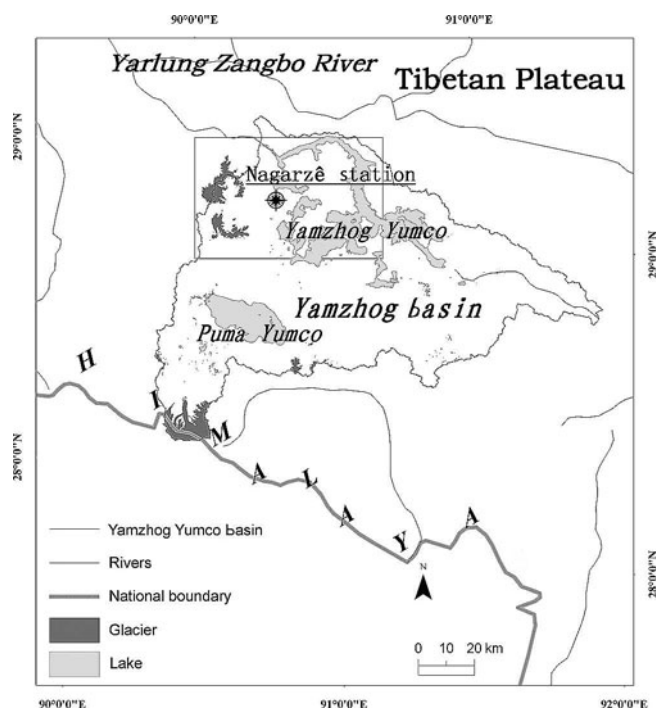 90°0'0"E
91°0'0"E
Yarlung Zangbo River
Tibetan Plateau
29°0'0"N
Nagarzê station
Yamzhog Yumco
29°0'0"N
Yamzhog basin
Puma Yumco
H I M A L A Y A
28°0'0"N
Yamzhog Yumco Basin
Rivers
National boundary
Glacier
Lake
N
0 10 20 km
28°0'0"N
90°0'0"E
91°0'0"E
92°0'0"E